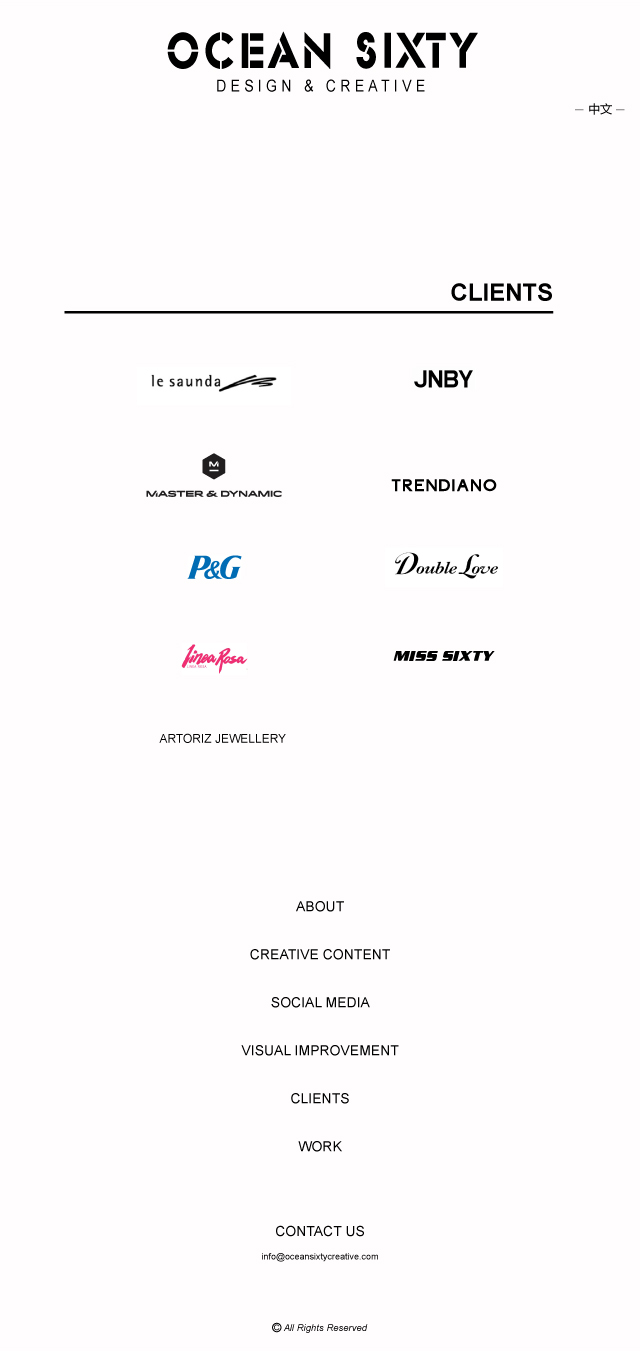 OCEAN SIXTY
DESIGN & CREATIVE
— 中文 —
CLIENTS
le saunda
JNBY
M
MASTER & DYNAMIC
TRENDIANO
P&G
Double Love
Linea Rosa
MISS SIXTY
ARTORIZ JEWELLERY
ABOUT
CREATIVE CONTENT
SOCIAL MEDIA
VISUAL IMPROVEMENT
CLIENTS
WORK
CONTACT US
info@oceansixtycreative.com
© All Rights Reserved